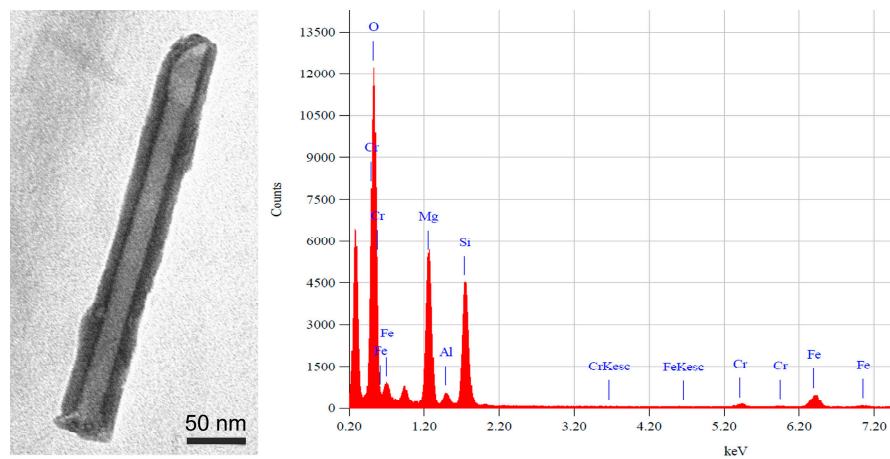 50 nm
13500
12000
10500
9000
7500
6000
4500
3000
1500
0
Counts
O
Cr
Cr
Mg
Si
Fe
Fe
Al
CrKesc
FeKesc
Cr
Cr
Fe
Fe
0.20 1.20 2.20 3.20 4.20 5.20 6.20 7.20
keV